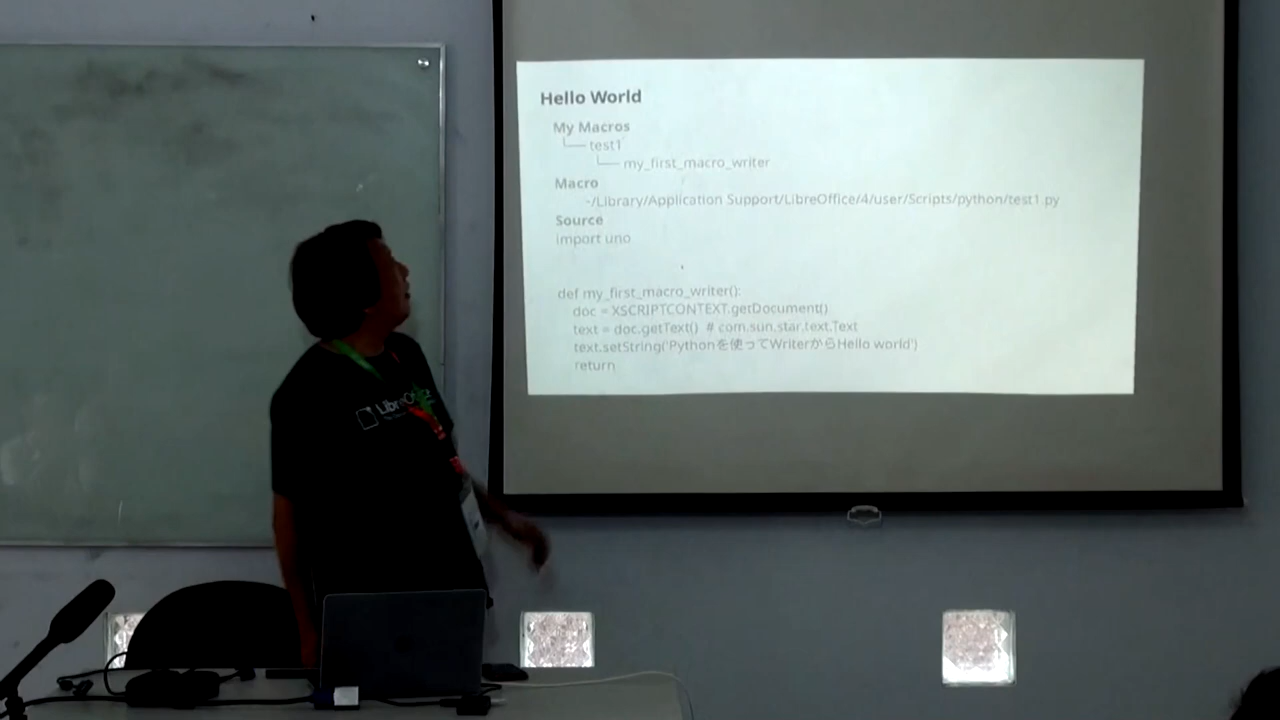 Hello World
My Macros
test1
my_first_macro_writer
Macro
~/Library/Application Support/LibreOffice/4/user/Scripts/python/test1.py
Source
import uno
def my_first_macro_writer():
doc = XSCRIPTCONTEXT.getDocument()
text = doc.getText()  # com.sun.star.text.Text
text.setString('Pythonを使ってWriterからHello world')
return